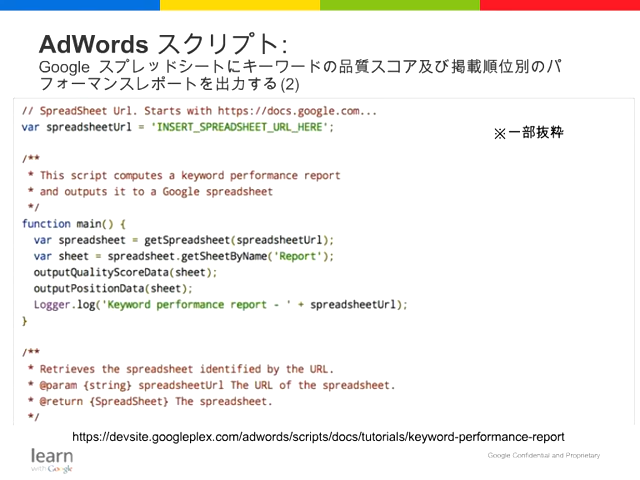 AdWords スクリプト:
Google スプレッドシートにキーワードの品質スコア及び掲載順位別のパ
フォーマンスレポートを出力する(2)
// SpreadSheet Url. Starts with https://docs.google.com...
var spreadsheetUrl = 'INSERT_SPREADSHEET_URL_HERE';
※一部抜粋
/**
* This script computes a keyword performance report
* and outputs it to a Google spreadsheet
*/
function main() {
var spreadsheet = getSpreadsheet(spreadsheetUrl);
var sheet = spreadsheet.getSheetByName('Report');
outputQualityScoreData(sheet);
outputPositionData(sheet);
Logger.log('Keyword performance report - ' + spreadsheetUrl);
}
/**
* Retrieves the spreadsheet identified by the URL.
* @param {string} spreadsheetUrl The URL of the spreadsheet.
* @return {SpreadSheet} The spreadsheet.
*/
https://devsite.googleplex.com/adwords/scripts/docs/tutorials/keyword-performance-report
learn
with Google
Google Confidential and Proprietary